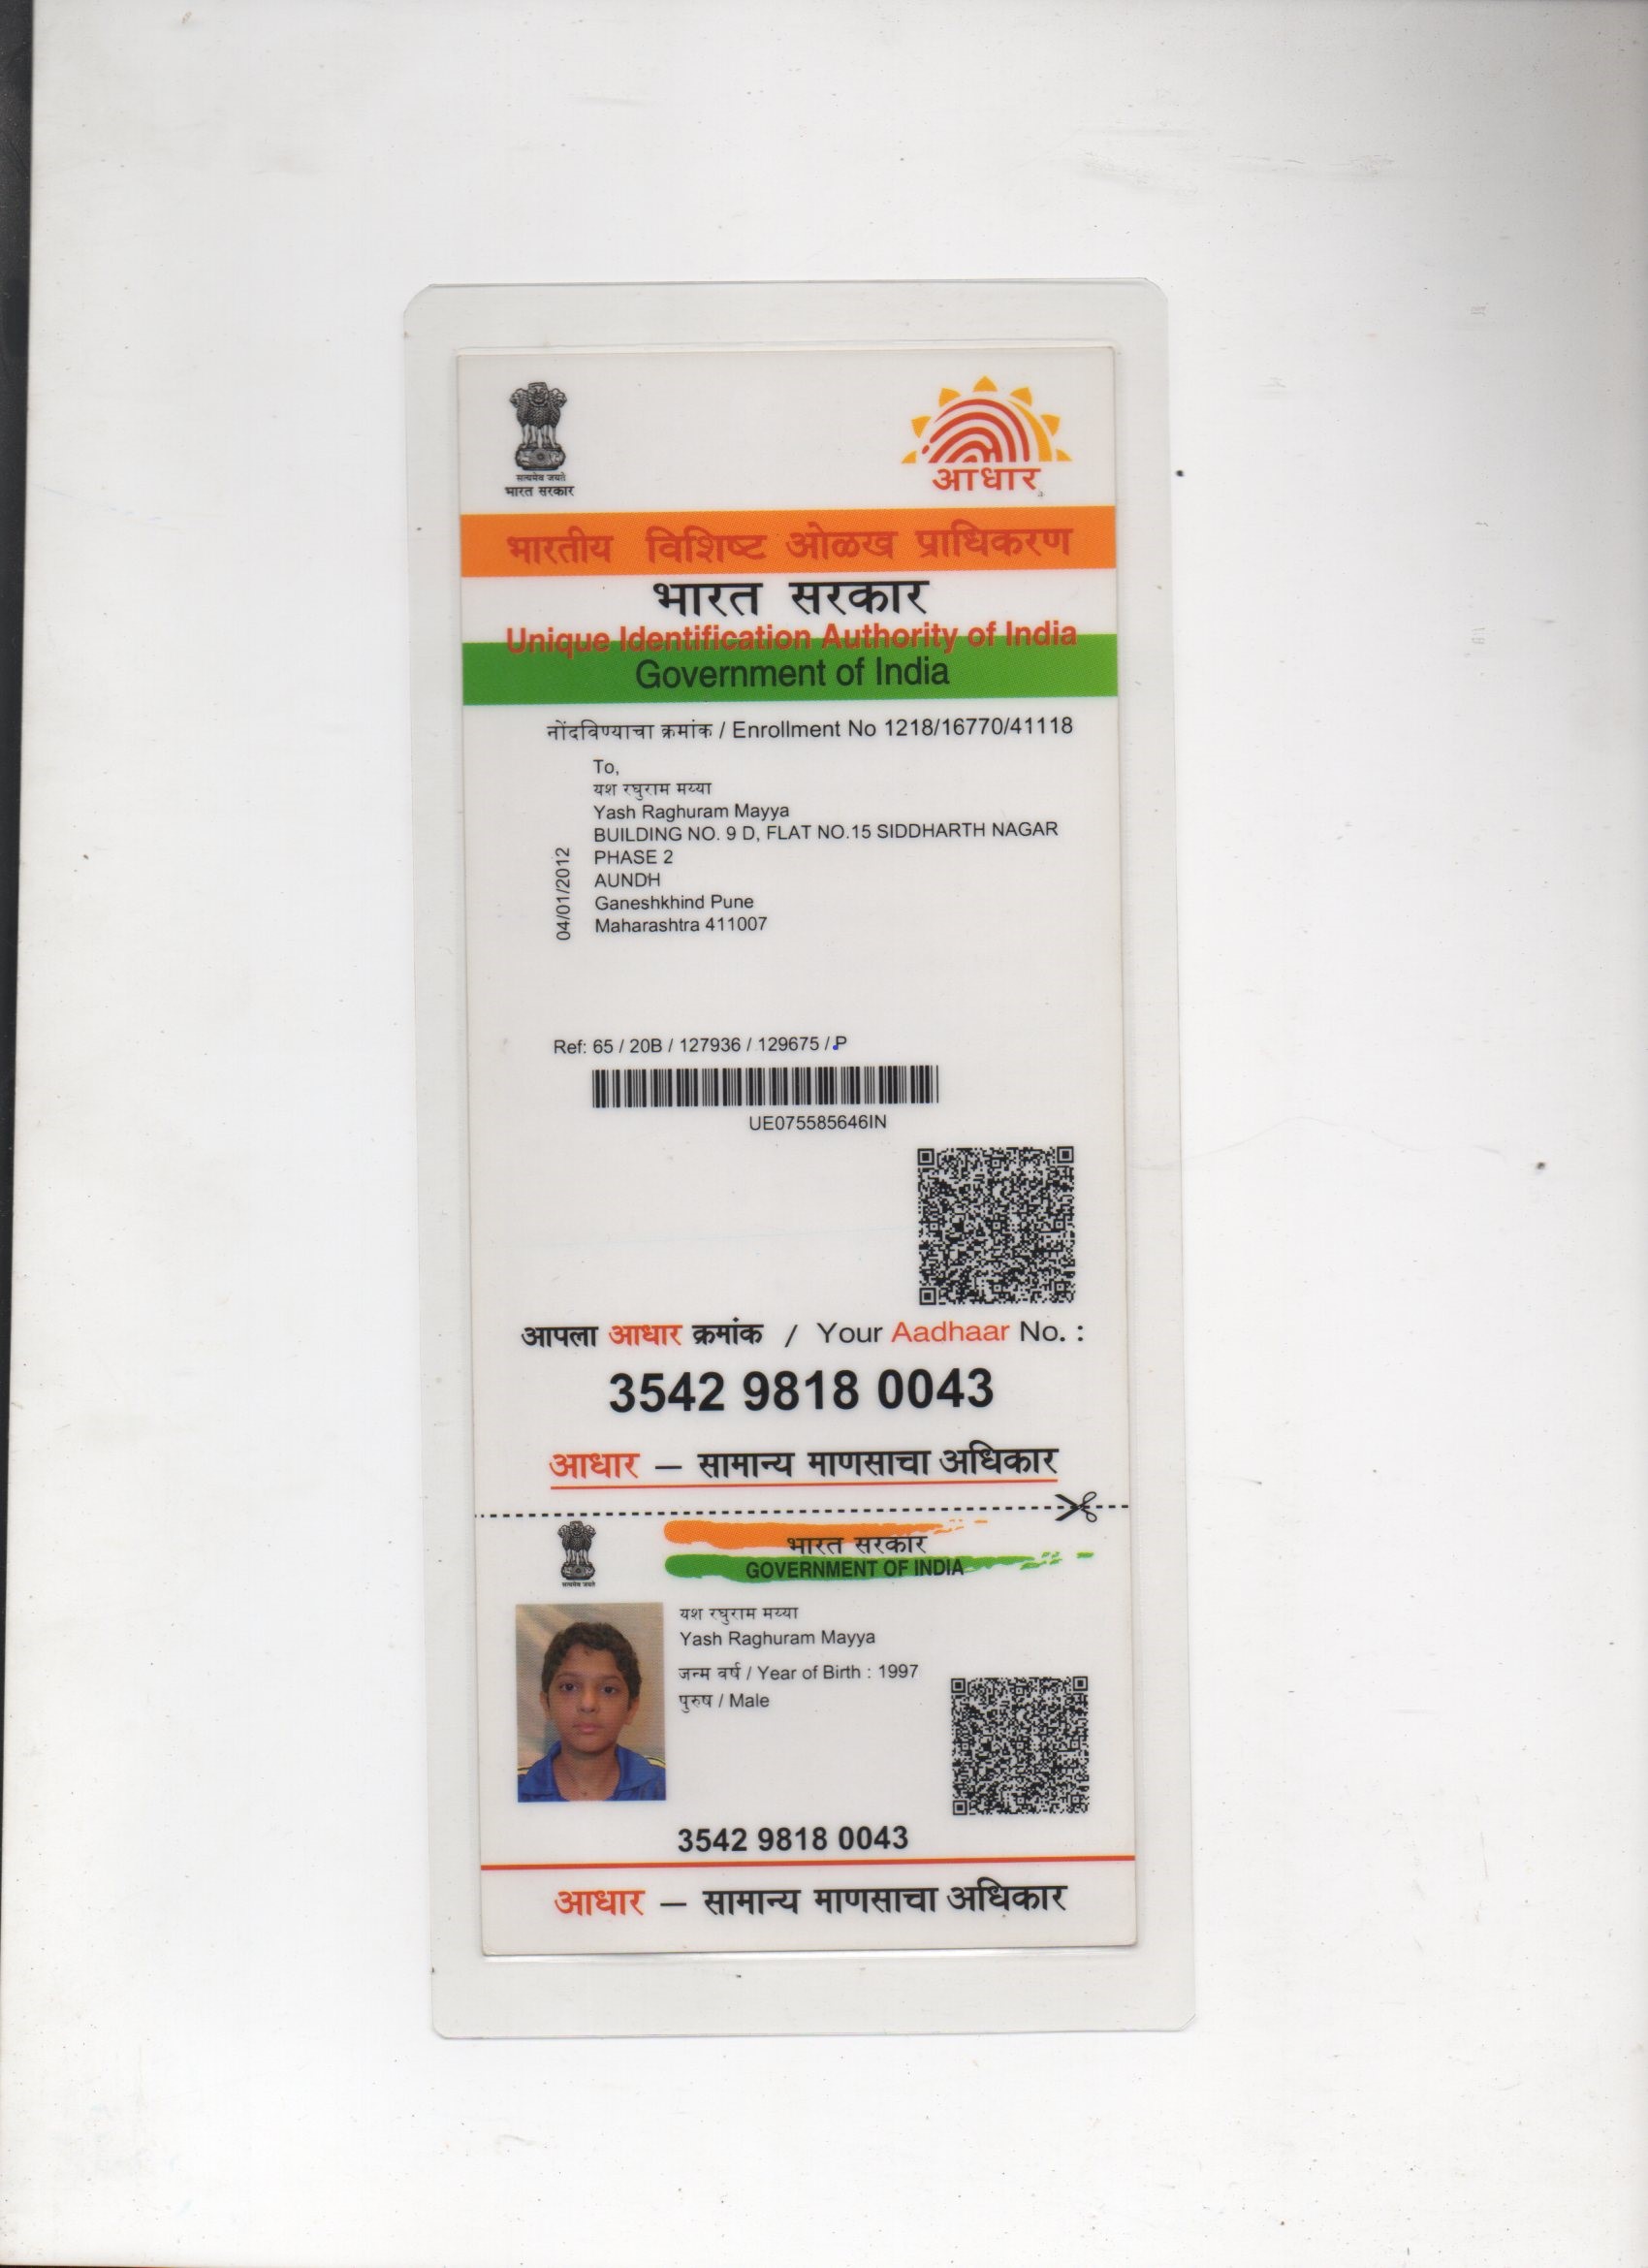 सत्यमेव जयते
भारत सरकार
आधार
भारतीय विशिष्ट ओळख प्राधिकरण
भारत सरकार
Unique Identification Authority of India
Government of India
नोंदविण्याचा क्रमांक / Enrollment No 1218/16770/41118
To,
यश रघुराम मय्या
Yash Raghuram Mayya
BUILDING NO. 9 D, FLAT NO.15 SIDDHARTH NAGAR
PHASE 2
AUNDH
Ganeshkhind Pune
Maharashtra 411007
04/01/2012
Ref: 65 / 20B / 127936 / 129675 / P
UE075585646IN
आपला आधार क्रमांक / Your Aadhaar No. :
3542 9818 0043
आधार – सामान्य माणसाचा अधिकार
सत्यमेव जयते
भारत सरकार
GOVERNMENT OF INDIA
यश रघुराम मय्या
Yash Raghuram Mayya
जन्म वर्ष / Year of Birth : 1997
पुरुष / Male
3542 9818 0043
आधार – सामान्य माणसाचा अधिकार